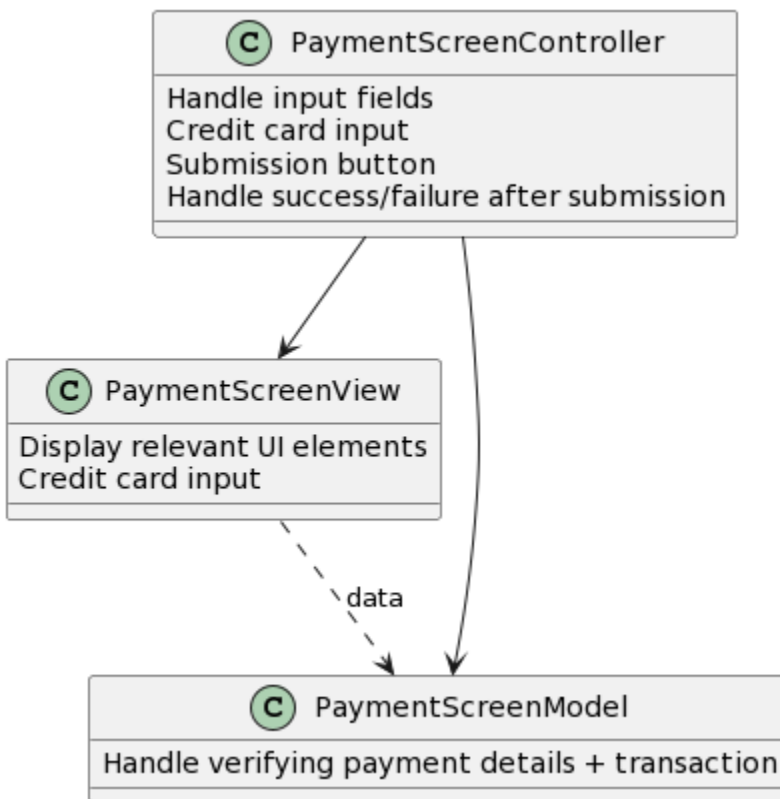 C PaymentScreenController
Handle input fields
Credit card input
Submission button
Handle success/failure after submission
C PaymentScreenView
Display relevant UI elements
Credit card input
data
C PaymentScreenModel
Handle verifying payment details + transaction